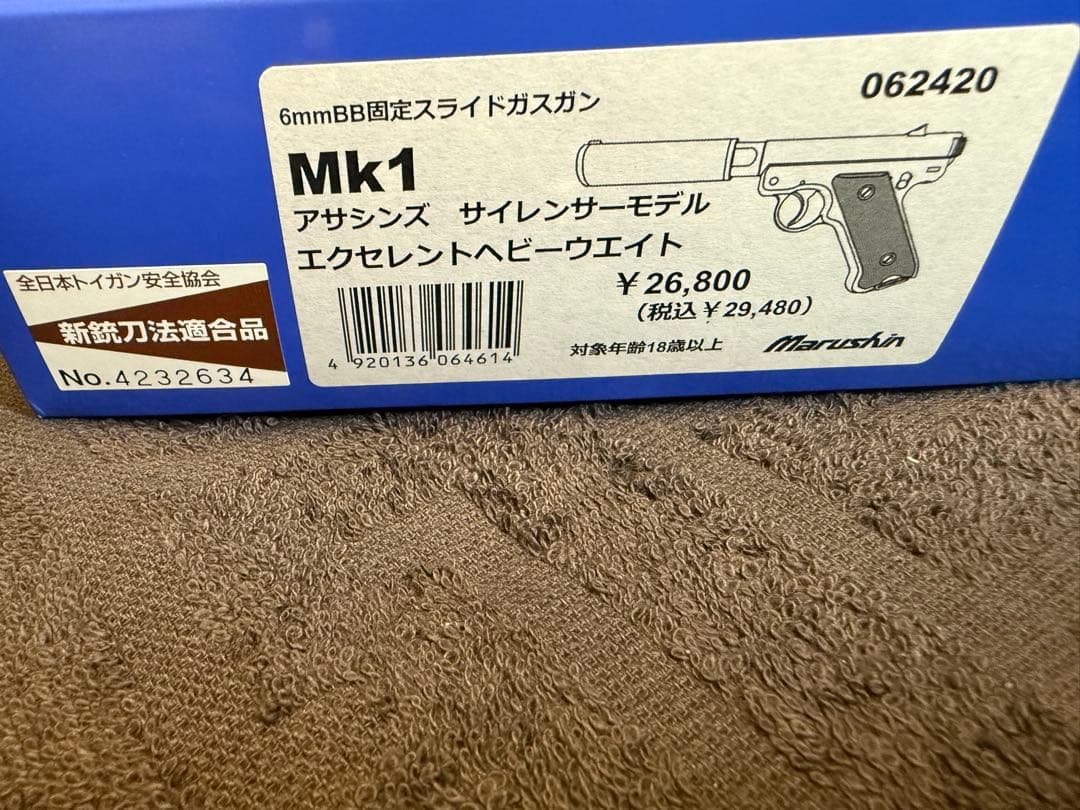 062420
6mmBB固定スライドガスガン
Mk1
アサシンズ サイレンサーモデル
エクセレントヘビーウエイト
￥26,800
(税込￥29,480)
4 920136 064614
対象年齢18歳以上
Marushin
全日本トイガン安全協会
新銃刀法適合品
No.4232634